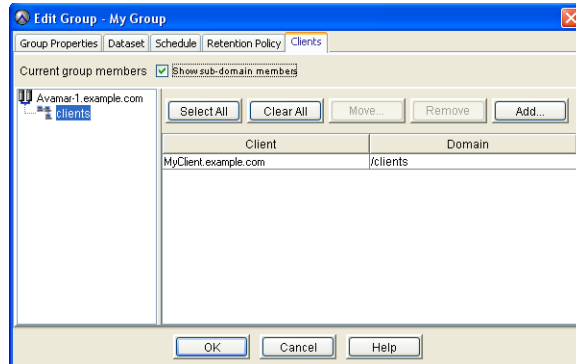 Edit Group - My Group
Group Properties Dataset Schedule Retention Policy Clients
Current group members Show sub-domain members
Avamar-1.example.com
clients
Select All Clear All Move... Remove Add...
Client Domain
MyClient.example.com /clients
OK Cancel Help